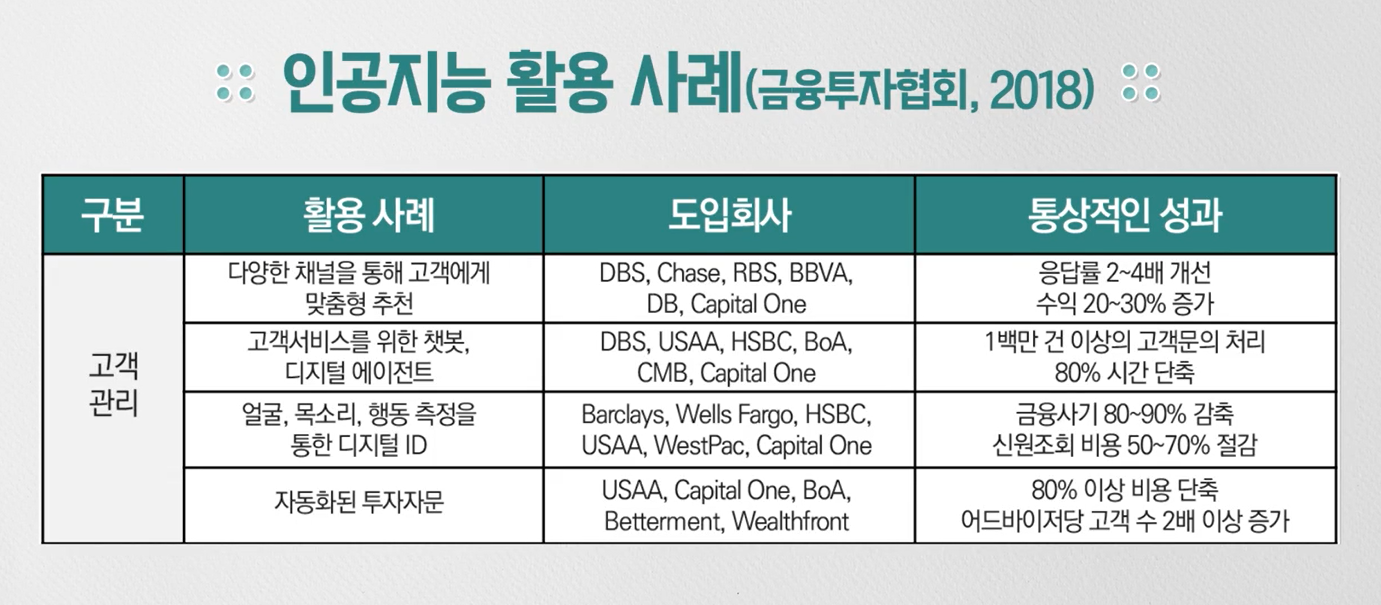 인공지능 활용 사례(금융투자협회, 2018)
구분
활용 사례
도입회사
통상적인 성과
고객
관리
다양한 채널을 통해 고객에게
맞춤형 추천
DBS, Chase, RBS, BBVA,
DB, Capital One
응답률 2~4배 개선
수익 20~30% 증가
고객서비스를 위한 챗봇,
디지털 에이전트
DBS, USAA, HSBC, BoA,
CMB, Capital One
1백만 건 이상의 고객문의 처리
80% 시간 단축
얼굴, 목소리, 행동 측정을
통한 디지털 ID
Barclays, Wells Fargo, HSBC,
USAA, WestPac, Capital One
금융사기 80~90% 감축
신원조회 비용 50~70% 절감
자동화된 투자자문
USAA, Capital One, BoA,
Betterment, Wealthfront
80% 이상 비용 단축
어드바이저당 고객 수 2배 이상 증가